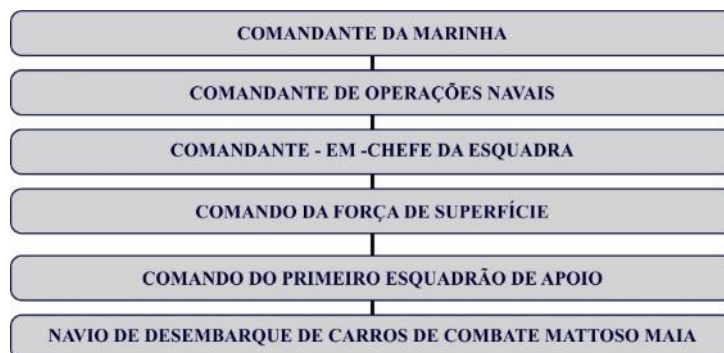 COMANDANTE DA MARINHA
COMANDANTE DE OPERAÇÕES NAVAIS
COMANDANTE - EM -CHEFE DA ESQUADRA
COMANDO DA FORÇA DE SUPERFÍCIE
COMANDO DO PRIMEIRO ESQUADRÃO DE APOIO
NAVIO DE DESEMBARQUE DE CARROS DE COMBATE MATTOSO MAIA